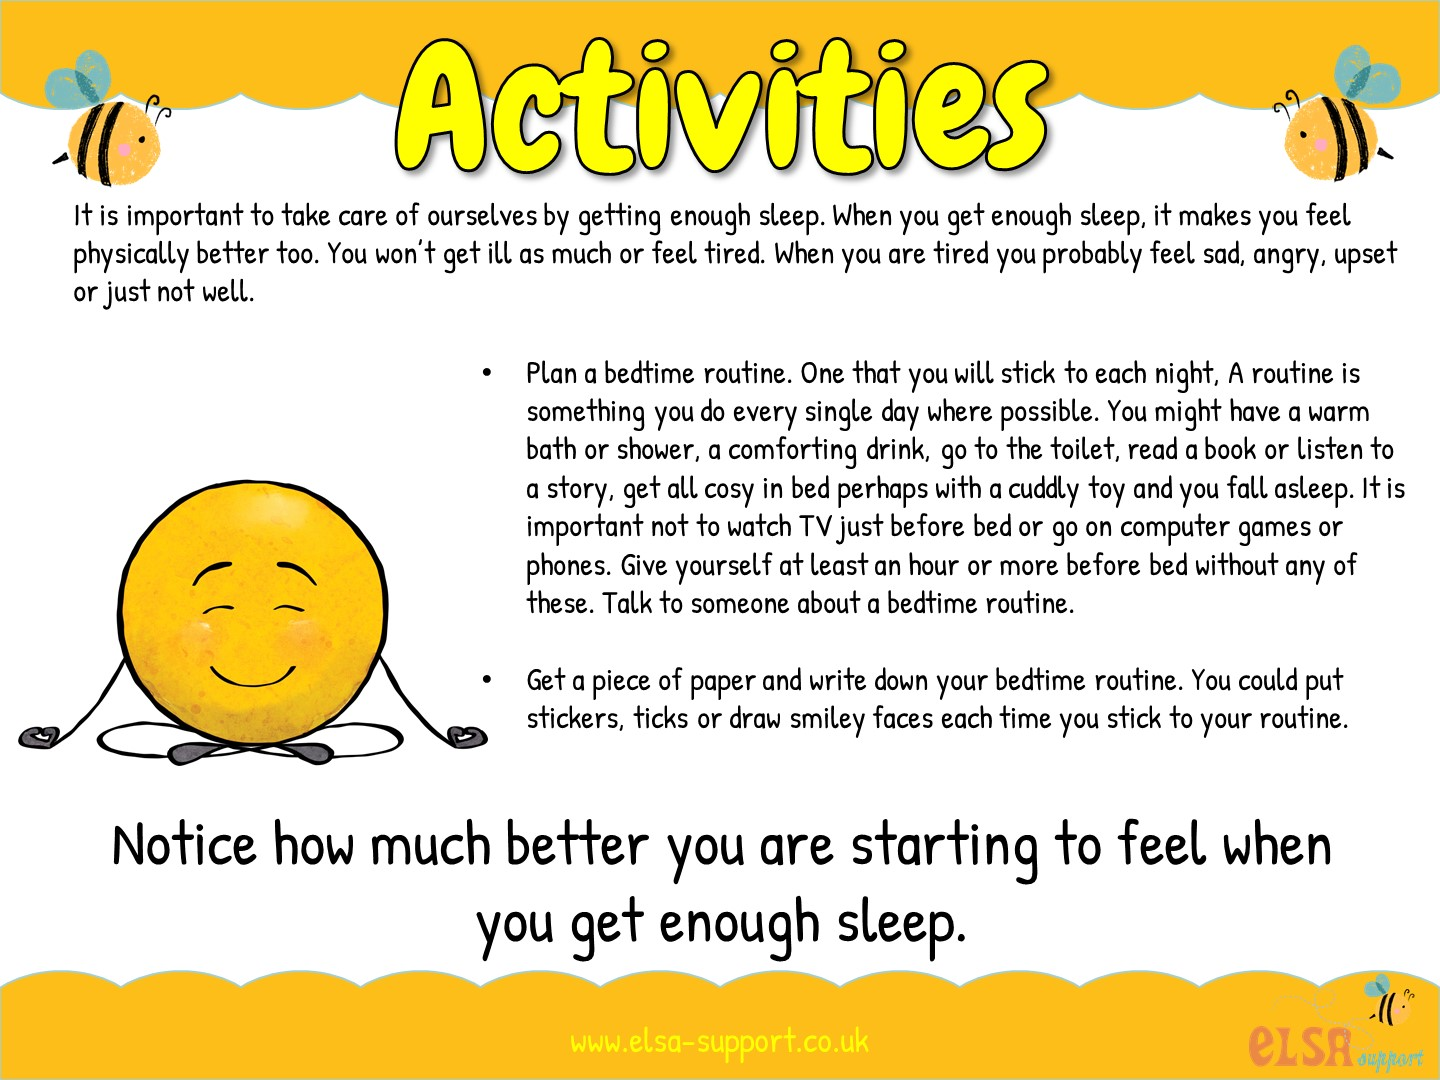 Activities
It is important to take care of ourselves by getting enough sleep. When you get enough sleep, it makes you feel
physically better too. You won't get ill as much or feel tired. When you are tired you probably feel sad, angry, upset
or just not well.
• Plan a bedtime routine. One that you will stick to each night, A routine is
something you do every single day where possible. You might have a warm
bath or shower, a comforting drink, go to the toilet, read a book or listen to
a story, get all cosy in bed perhaps with a cuddly toy and you fall asleep. It is
important not to watch TV just before bed or go on computer games or
phones. Give yourself at least an hour or more before bed without any of
these. Talk to someone about a bedtime routine.
• Get a piece of paper and write down your bedtime routine. You could put
stickers, ticks or draw smiley faces each time you stick to your routine.
Notice how much better you are starting to feel when
you get enough sleep.
www.elsa-support.co.uk
ELSA support